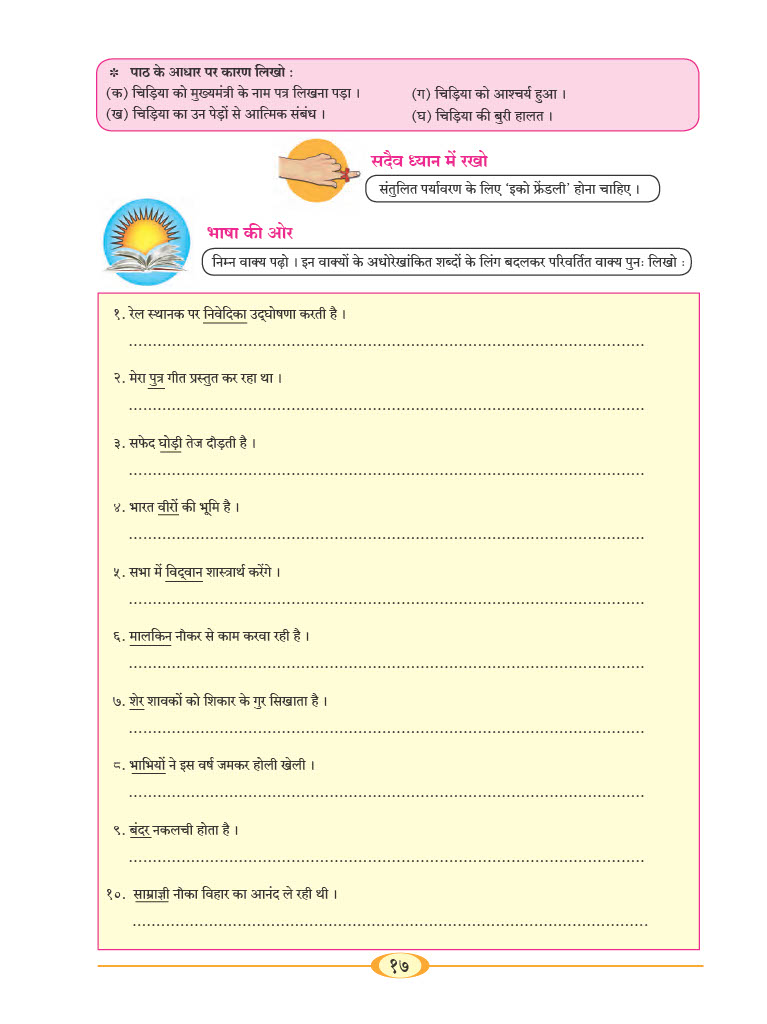 ❉ पाठ के आधार पर कारण लिखो :
(क) चिड़िया को मुख्यमंत्री के नाम पत्र लिखना पड़ा ।
(ग) चिड़िया को आश्चर्य हुआ ।
(ख) चिड़िया का उन पेड़ों से आत्मिक संबंध ।
(घ) चिड़िया की बुरी हालत ।
सदैव ध्यान में रखो
संतुलित पर्यावरण के लिए ‘इको फ्रेंडली’ होना चाहिए ।
भाषा की ओर
निम्न वाक्य पढ़ो । इन वाक्यों के अधोरेखांकित शब्दों के लिंग बदलकर परिवर्तित वाक्य पुनः लिखो :
१. रेल स्थानक पर निवेदिका उद्घोषणा करती है ।
२. मेरा पुत्र गीत प्रस्तुत कर रहा था ।
३. सफेद घोड़ी तेज दौड़ती है ।
४. भारत वीरों की भूमि है ।
५. सभा में विद्वान शास्त्रार्थ करेंगे ।
६. मालकिन नौकर से काम करवा रही है ।
७. शेर शावकों को शिकार के गुर सिखाता है ।
८. भाभियों ने इस वर्ष जमकर होली खेली ।
९. बंदर नकलची होता है ।
१०. साम्राज्ञी नौका विहार का आनंद ले रही थी ।
१७